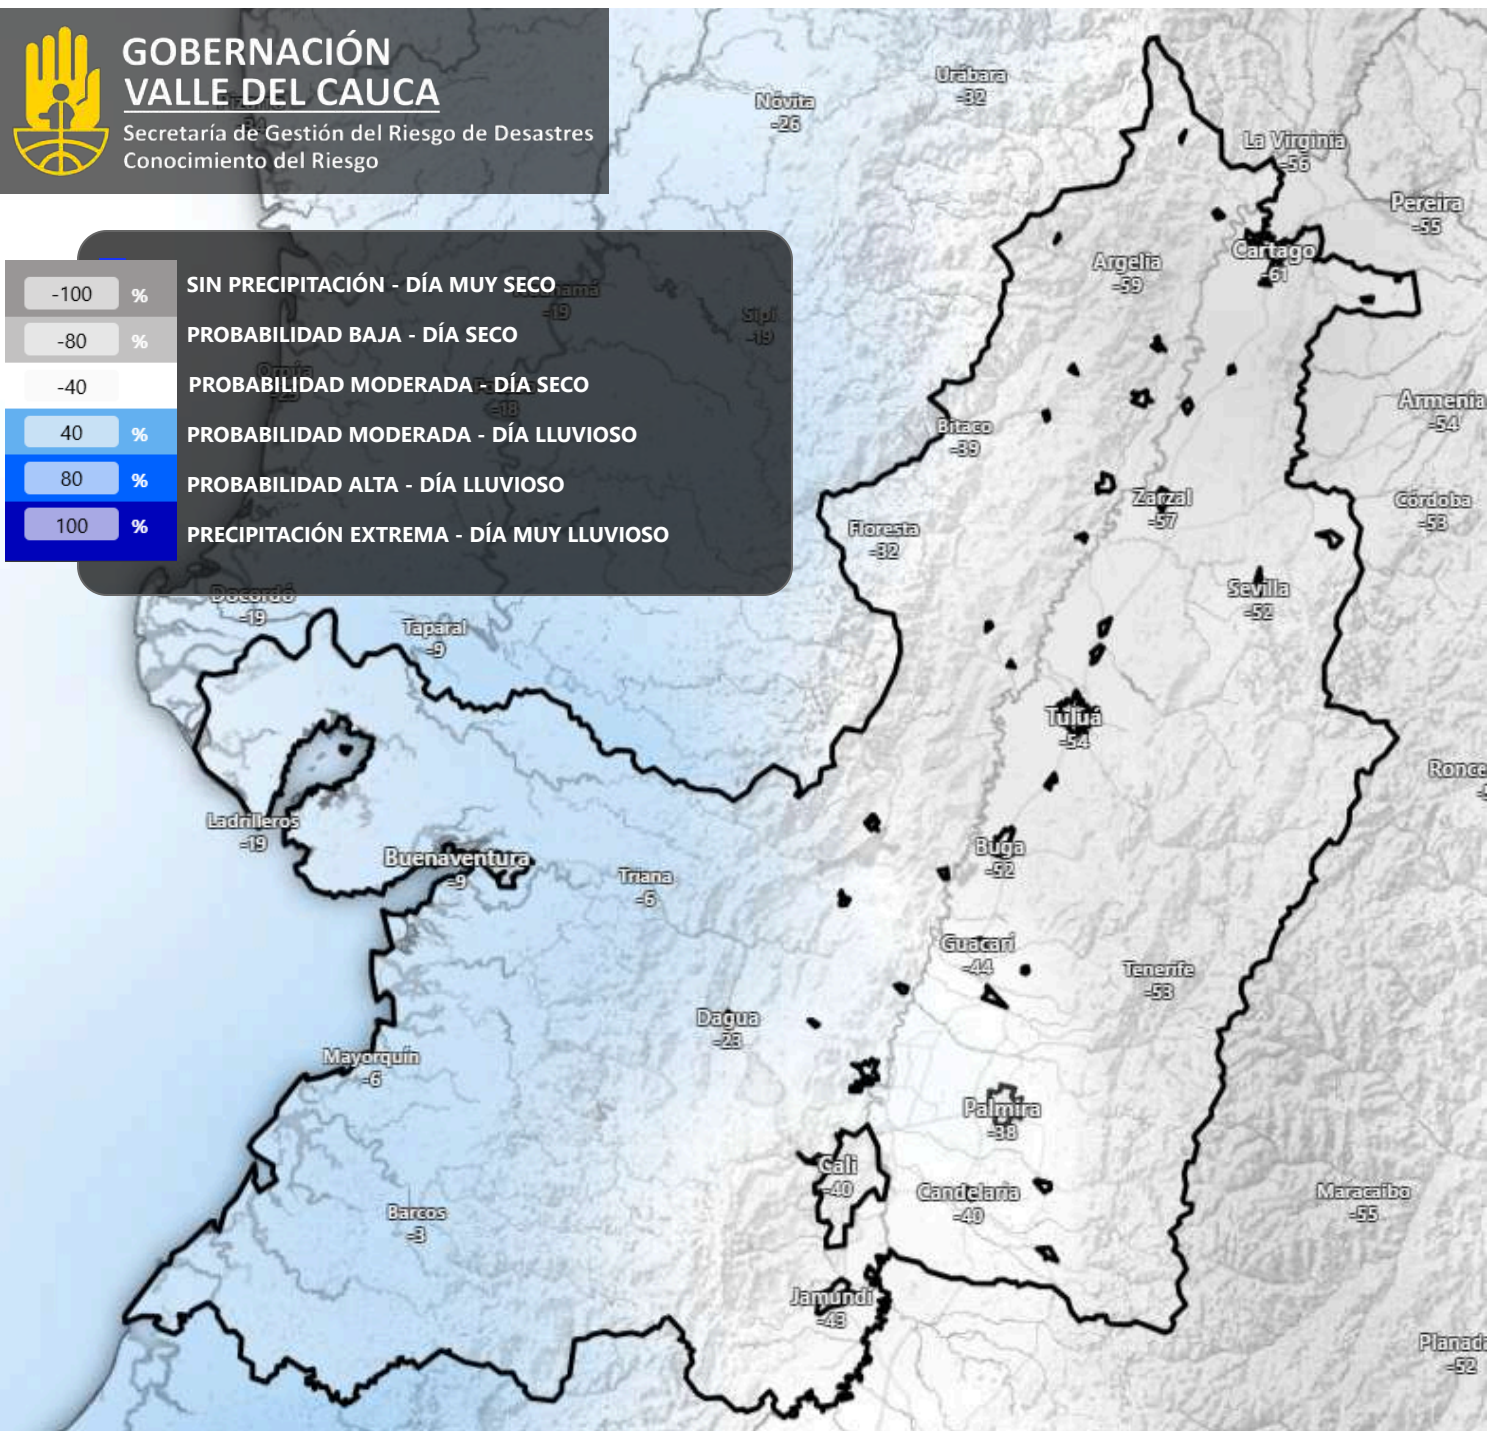 GOBERNACIÓN
VALLE DEL CAUCA
Secretaría de Gestión del Riesgo de Desastres
Conocimiento del Riesgo
-100 % SIN PRECIPITACIÓN - DÍA MUY SECO
-80 % PROBABILIDAD BAJA - DÍA SECO
-40 PROBABILIDAD MODERADA - DÍA SECO
40 % PROBABILIDAD MODERADA - DÍA LLUVIOSO
80 % PROBABILIDAD ALTA - DÍA LLUVIOSO
100 % PRECIPITACIÓN EXTREMA - DÍA MUY LLUVIOSO
Urábara
-32
Nóvita
-26
La Virginia
-56
Pereira
-55
Cartago
-61
Argelia
-59
-19
Sipí
-19
-18
Armenia
-54
Bitaco
-39
Zarzal
-57
Córdoba
-53
Floresta
-32
Sevilla
-52
Docordó
-19
Taparal
-9
Tuluá
-54
Ronce
Ladrilleros
-19
Buenaventura
-9
Triana
-6
Buga
-52
Guacarí
-44
Tenerife
-53
Dagua
-23
Mayorquín
-6
Palmira
-38
Cali
-40
Candelaria
-40
Maracaibo
-55
Barcos
-3
Jamundí
-43
Planada
-52